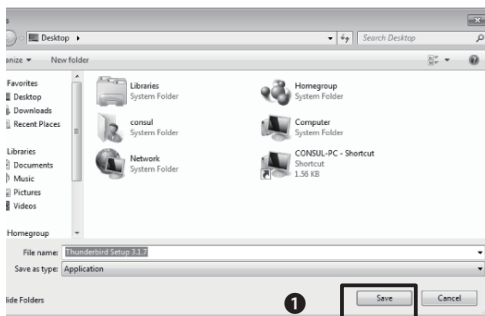 Desktop
Search Desktop
New folder
Favorites
Desktop
Downloads
Recent Places
Libraries
Documents
Music
Pictures
Videos
Homegroup
Libraries
System Folder
Homegroup
System Folder
consul
System Folder
Computer
System Folder
Network
System Folder
CONSUL-PC - Shortcut
Shortcut
1.56 KB
File name: Thunderbird Setup 3.1.7
Save as type: Application
Folders
1
Save
Cancel